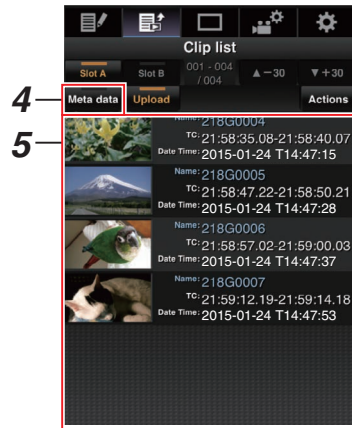 Clip list
Slot A
Slot B
001 - 004
/ 004
▲-30
▼+30
4
Meta data
Upload
Actions
5
Name: 218G0004
TC: 21:58:35.08-21:58:40.07
Date Time: 2015-01-24 T14:47:15
Name: 218G0005
TC: 21:58:47.22-21:58:50.21
Date Time: 2015-01-24 T14:47:28
Name: 218G0006
TC: 21:58:57.02-21:59:00.03
Date Time: 2015-01-24 T14:47:37
Name: 218G0007
TC: 21:59:12.19-21:59:14.18
Date Time: 2015-01-24 T14:47:53